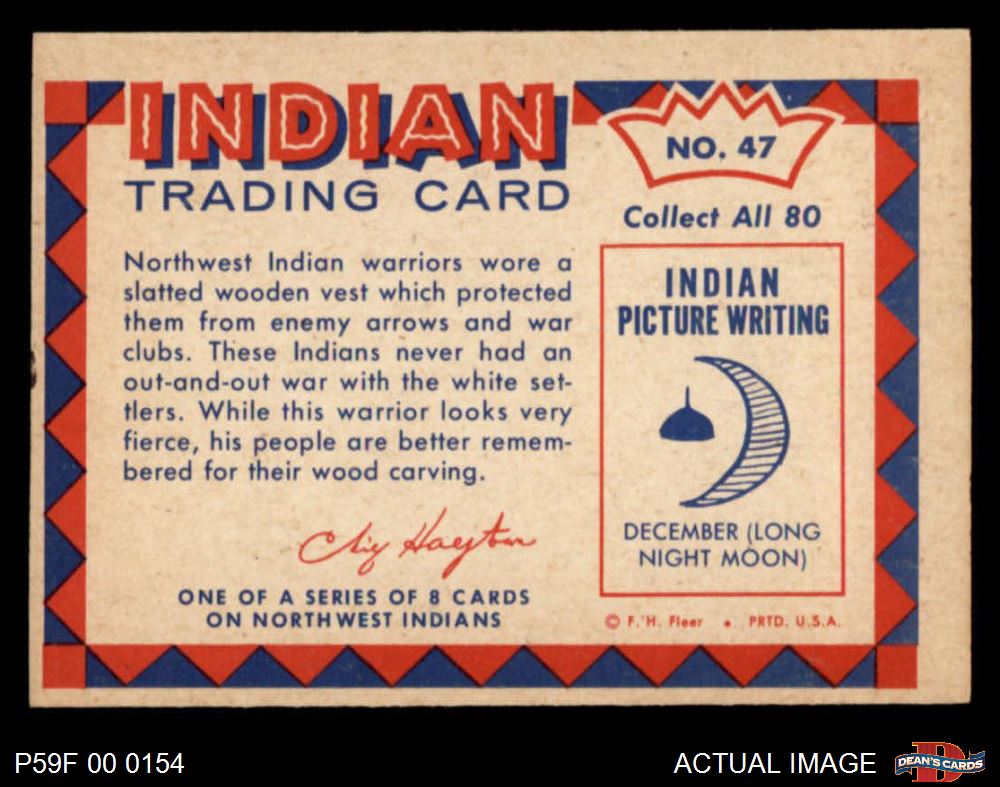 INDIAN
TRADING CARD
NO. 47
Collect All 80
Northwest Indian warriors wore a
slatted wooden vest which protected
them from enemy arrows and war
clubs. These Indians never had an
out-and-out war with the white set-
tlers. While this warrior looks very
fierce, his people are better remem-
bered for their wood carving.
ONE OF A SERIES OF 8 CARDS
ON NORTHWEST INDIANS
INDIAN
PICTURE WRITING
DECEMBER (LONG
NIGHT MOON)
© F. H. Fleer • PRTD. U.S.A.
P59F 00 0154
ACTUAL IMAGE
DEAN'S CARDS